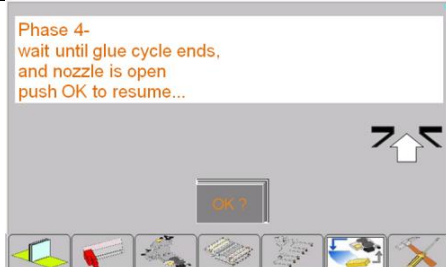 Phase 4-
wait until glue cycle ends,
and nozzle is open
push OK to resume...
OK ?